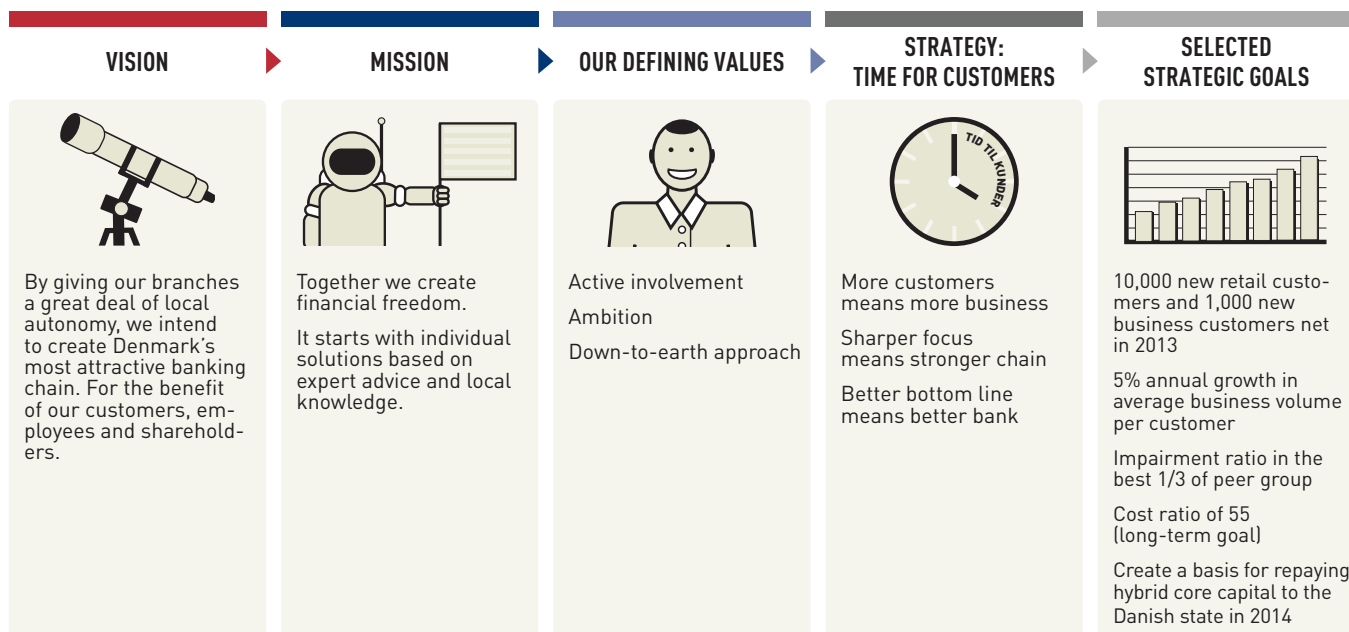 VISION
By giving our branches
a great deal of local
autonomy, we intend
to create Denmark's
most attractive banking
chain. For the benefit
of our customers, em-
ployees and sharehold-
ers.
MISSION
Together we create
financial freedom.
It starts with individual
solutions based on
expert advice and local
knowledge.
OUR DEFINING VALUES
Active involvement
Ambition
Down-to-earth approach
STRATEGY:
TIME FOR CUSTOMERS
TID TIL KUNDER
More customers
means more business
Sharper focus
means stronger chain
Better bottom line
means better bank
SELECTED
STRATEGIC GOALS
10,000 new retail custo-
mers and 1,000 new
business customers net
in 2013
5% annual growth in
average business volume
per customer
Impairment ratio in the
best 1/3 of peer group
Cost ratio of 55
(long-term goal)
Create a basis for repaying
hybrid core capital to the
Danish state in 2014